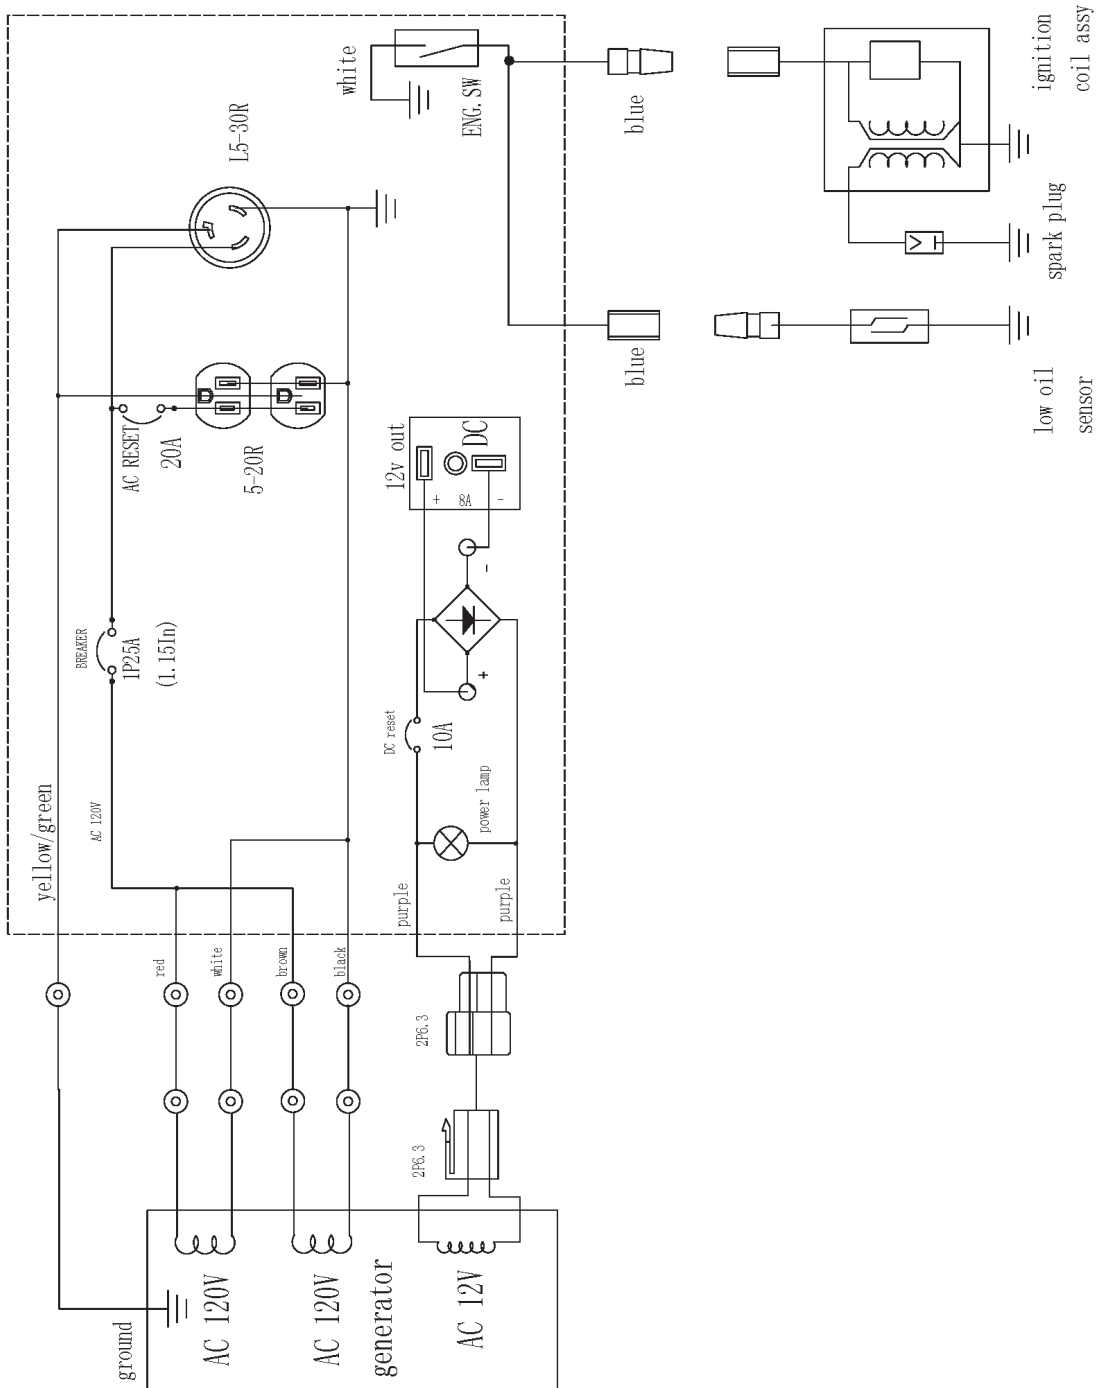 white
ENG. SW
L5-30R
blue
ignition
coil assy
spark plug
blue
low oil
sensor
AC RESET
20A
5-20R
12v out
DC
+
8A
-
BREAKER
1P25A
(1.15In)
-
+
DC reset
10A
power lamp
yellow/green
AC 120V
purple
purple
red
white
brown
black
2P6.3
2P6.3
ground
AC 120V
AC 120V
generator
AC 12V